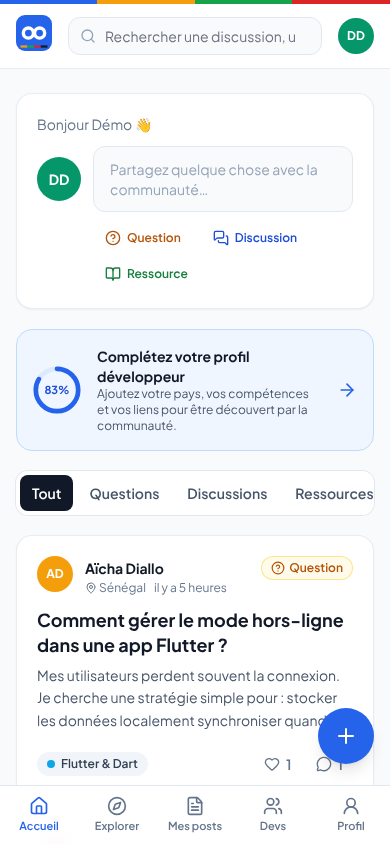 Rechercher une discussion, u
DD
Bonjour Démo 👋
DD
Partagez quelque chose avec la
communauté…
Question
Discussion
Ressource
83%
Complétez votre profil
développeur
Ajoutez votre pays, vos compétences
et vos liens pour être découvert par la
communauté.
Tout
Questions
Discussions
Ressources
AD
Aïcha Diallo
Question
Sénégal
il y a 5 heures
Comment gérer le mode hors-ligne
dans une app Flutter ?
Mes utilisateurs perdent souvent la connexion.
Je cherche une stratégie simple pour : stocker
les données localement synchroniser quand
Flutter & Dart
1
1
Accueil
Explorer
Mes posts
Devs
Profil